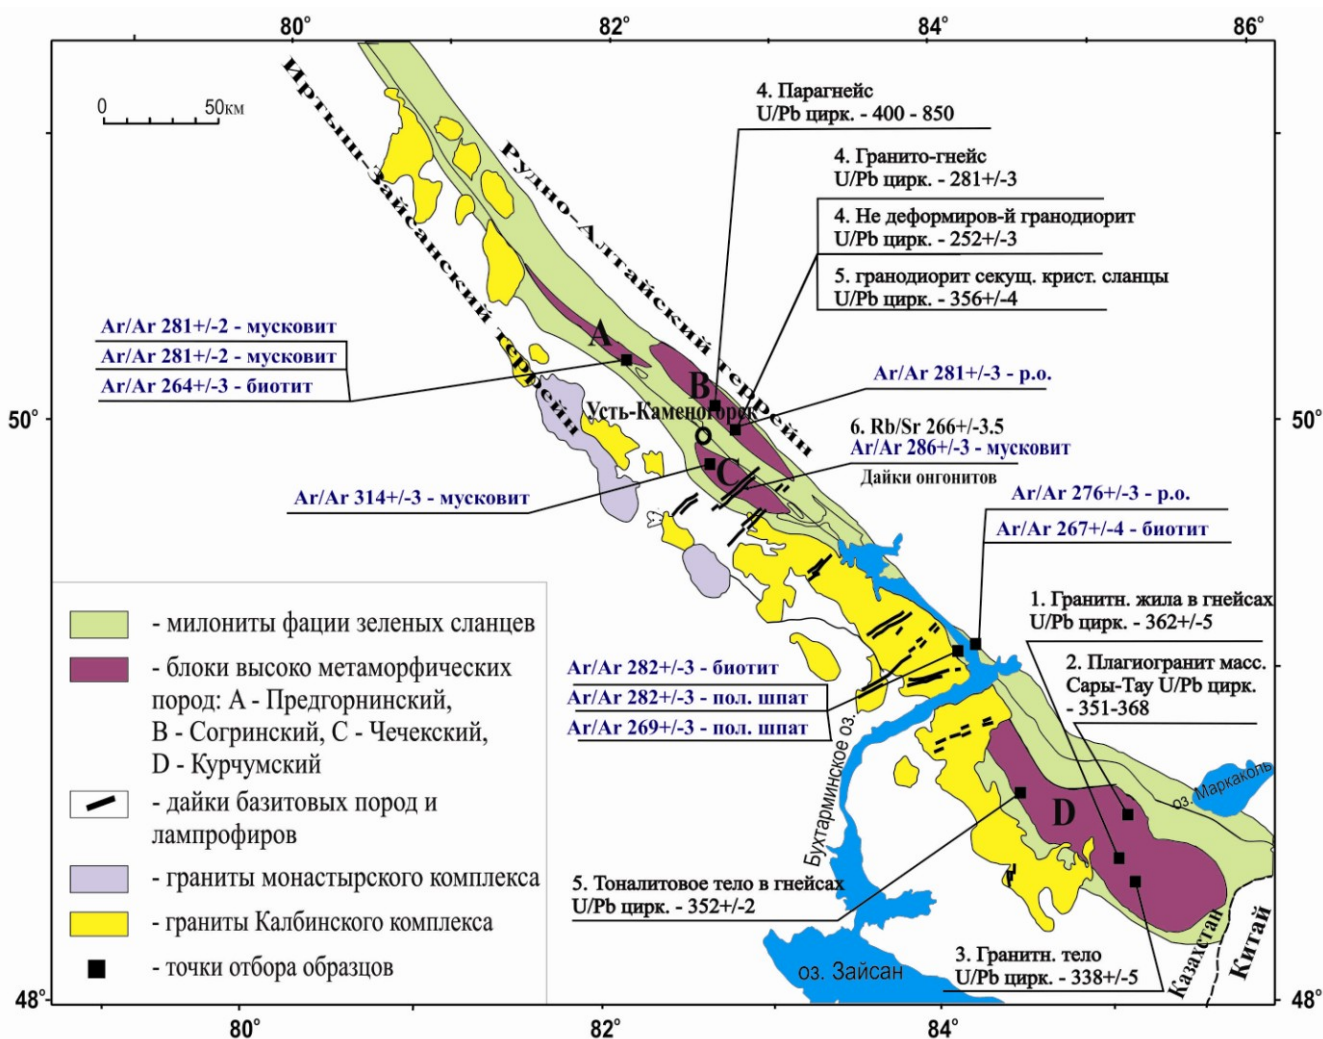 80°
82°
84°
86°
0
50км
Иртыш-Зайсанский террейн
Рудно-Алтайский терРейн
4. Парагнейс
U/Pb цирк. - 400 - 850
4. Гранито-гнейс
U/Pb цирк. - 281+/-3
4. Не деформиров-й гранодиорит
U/Pb цирк. - 252+/-3
5. гранодиорит секущ. крист. сланцы
U/Pb цирк. - 356+/-4
Ar/Ar 281+/-2 - мусковит
Ar/Ar 281+/-2 - мусковит
Ar/Ar 264+/-3 - биотит
A
B
C
D
Ar/Ar 281+/-3 - р.о.
50°
50°
Усть-Каменогорск
6. Rb/Sr 266+/-3.5
Ar/Ar 286+/-3 - мусковит
Дайки онгонитов
Ar/Ar 314+/-3 - мусковит
Ar/Ar 276+/-3 - р.о.
Ar/Ar 267+/-4 - биотит
1. Гранитн. жила в гнейсах
U/Pb цирк. - 362+/-5
2. Плагиогранит масс.
Сары-Тау U/Pb цирк.
- 351-368
Ar/Ar 282+/-3 - биотит
Ar/Ar 282+/-3 - пол. шпат
Ar/Ar 269+/-3 - пол. шпат
Бухтарминское оз.
оз. Маркаколь
5. Тоналитовое тело в гнейсах
U/Pb цирк. - 352+/-2
3. Гранитн. тело
U/Pb цирк. - 338+/-5
оз. Зайсан
Казахстан
Китай
- милониты фации зеленых сланцев
- блоки высоко метаморфических
пород: А - Предгорнинский,
В - Согринский, С - Чечекский,
D - Курчумский
- дайки базитовых пород и
лампрофиров
- граниты монастырского комплекса
- граниты Калбинского комплекса
- точки отбора образцов
48°
48°
80°
82°
84°